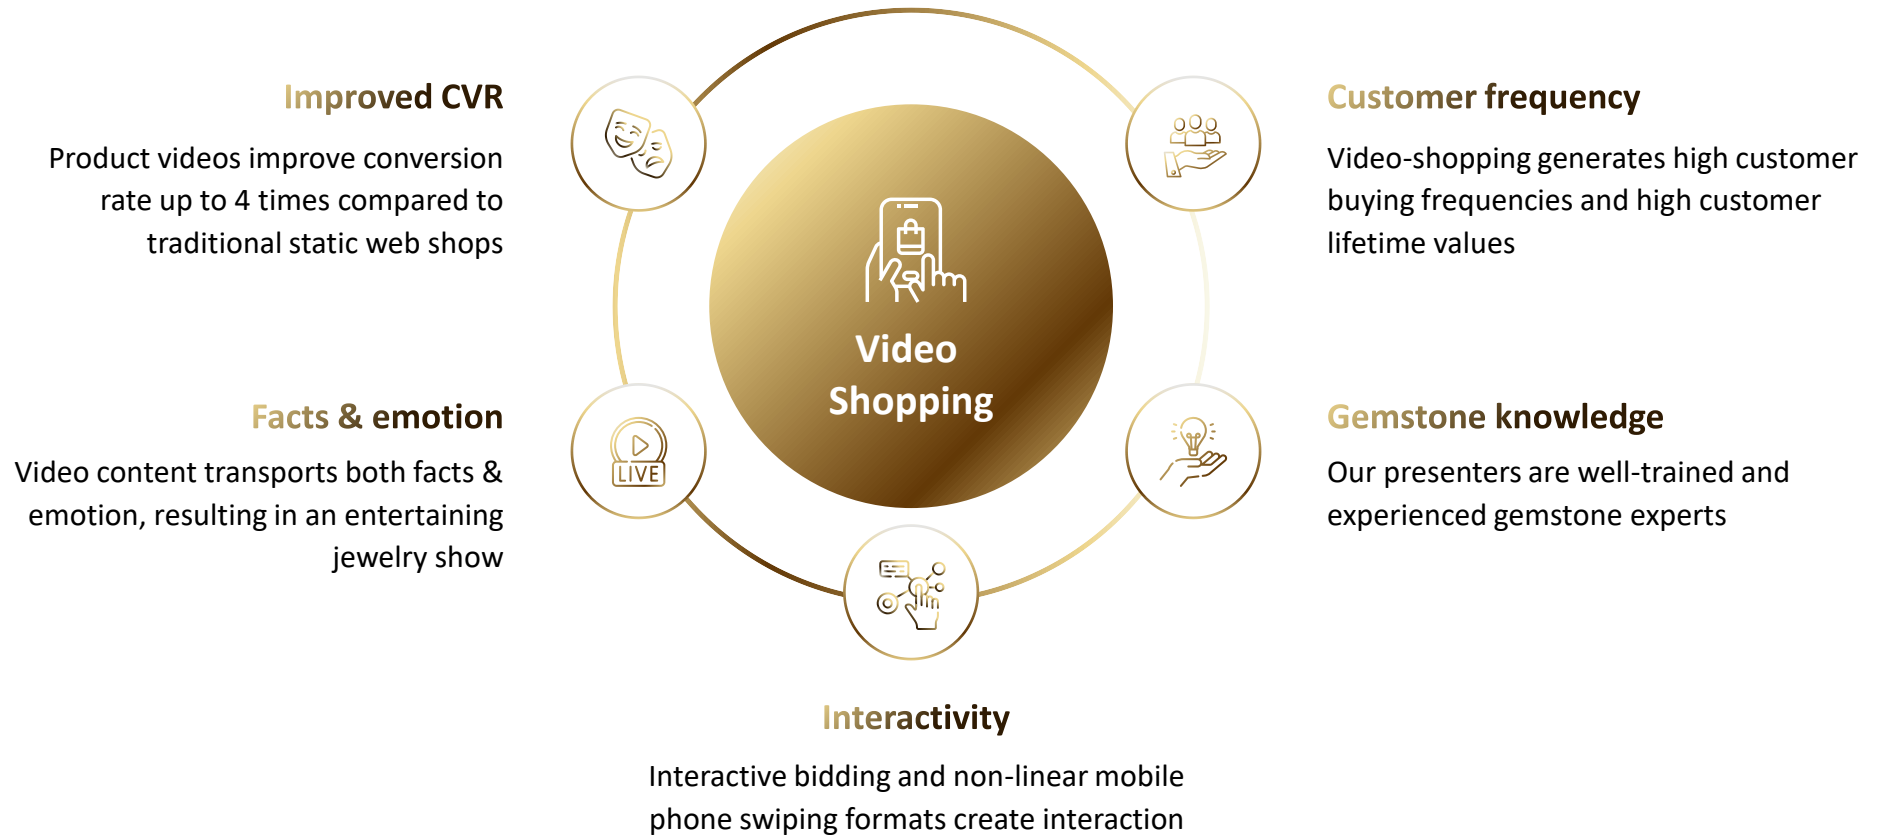 Improved CVR
Product videos improve conversion
rate up to 4 times compared to
traditional static web shops
Facts & emotion
Video content transports both facts &
emotion, resulting in an entertaining
jewelry show
LIVE
Video
Shopping
Customer frequency
Video-shopping generates high customer
buying frequencies and high customer
lifetime values
Gemstone knowledge
Our presenters are well-trained and
experienced gemstone experts
Interactivity
Interactive bidding and non-linear mobile
phone swiping formats create interaction